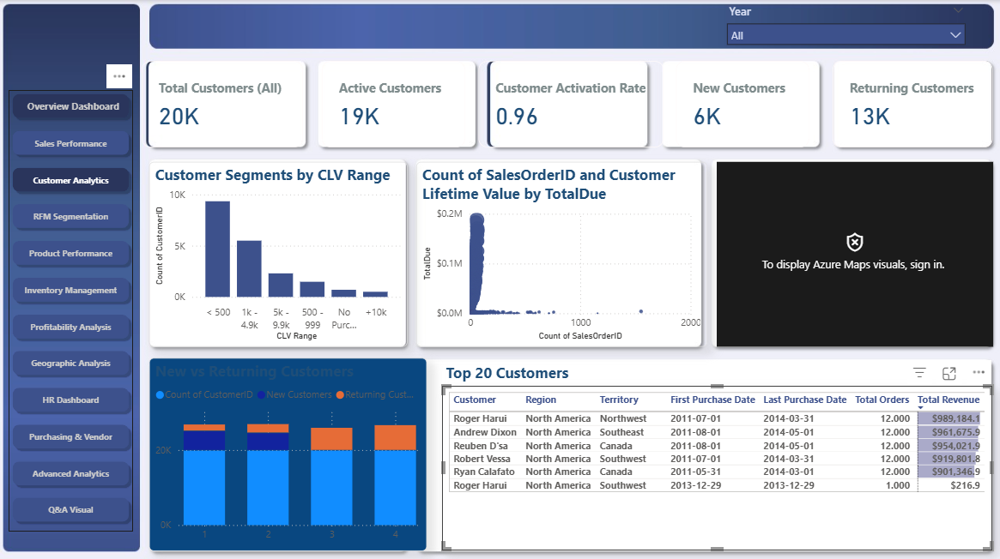 Year
All
Overview Dashboard
Sales Performance
Customer Analytics
RFM Segmentation
Product Performance
Inventory Management
Profitability Analysis
Geographic Analysis
HR Dashboard
Purchasing & Vendor
Advanced Analytics
Q&A Visual
Total Customers (All)
20K
Active Customers
19K
Customer Activation Rate
0.96
New Customers
6K
Returning Customers
13K
Customer Segments by CLV Range
Count of CustomerID
10K
5K
0K
< 500
1k -
4.9k
5k -
9.9k
500 -
999
No
Purc...
+10k
CLV Range
Count of SalesOrderID and Customer
Lifetime Value by TotalDue
TotalDue
$0.2M
$0.1M
$0.0M
0
1000
2000
Count of SalesOrderID
To display Azure Maps visuals, sign in.
New vs Returning Customers
Count of CustomerID New Customers Returning Cust...
20K
0K
1 2 3 4
Top 20 Customers
Customer Region Territory First Purchase Date Last Purchase Date Total Orders Total Revenue
Roger Harui North America Northwest 2011-07-01 2014-03-31 12.000 $989,184.1
Andrew Dixon North America Southeast 2011-08-01 2014-05-01 12.000 $961,675.9
Reuben D'sa North America Canada 2011-08-01 2014-05-01 12.000 $954,021.9
Robert Vessa North America Southwest 2011-07-01 2014-03-31 12.000 $919,801.8
Ryan Calafato North America Canada 2011-05-31 2014-03-01 12.000 $901,346.9
Roger Harui North America Southwest 2013-12-29 2013-12-29 1.000 $216.9